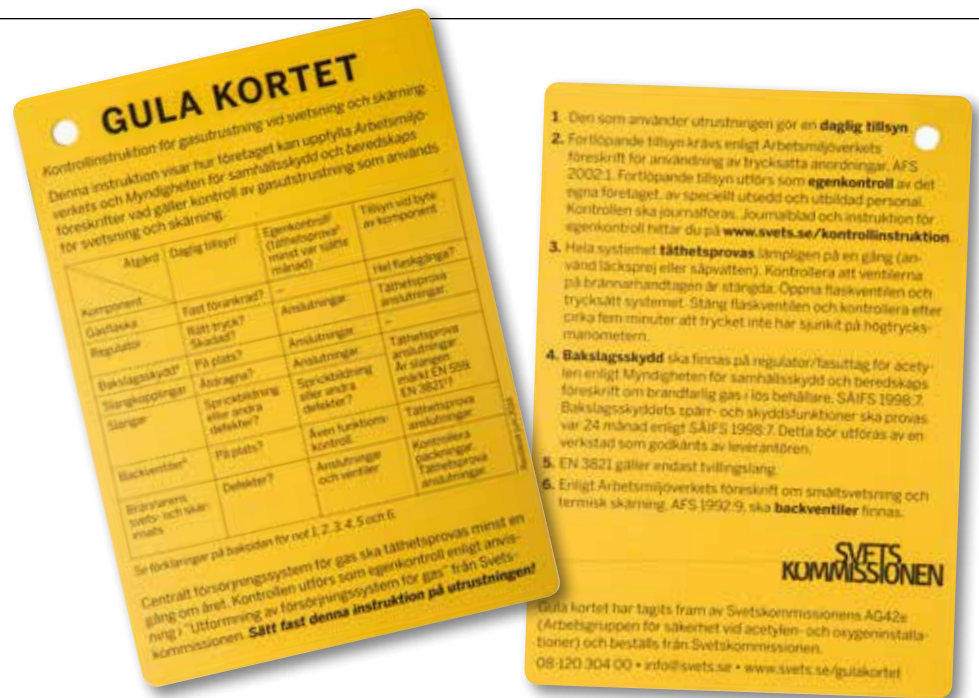 GULA KORTET
Kontrollinstruktion för gasutrustning vid svetsning och skärning.
Denna instruktion visar hur företaget kan uppfylla Arbetsmiljö-
verkets och Myndigheten för samhällsskydd och beredskaps
föreskrifter vad gäller kontroll av gasutrustning som används
för svetsning och skärning.
Åtgärd
Komponent
Daglig tillsyn¹
Egenkontroll²
(täthetsprova³
minst var sjätte
månad)
Tillsyn vid byte
av komponent
Gasflaska
Fast förankrad?
–
Hel flaskgänga?
Regulator
Rätt tryck?
Skadad?
Anslutningar.
Täthetsprova
anslutningar.
Bakslagsskydd⁴
På plats?
Anslutningar.
–
Slangkopplingar
Åtdragna?
Anslutningar.
Täthetsprova
anslutningar.
Slangar
Sprickbildning
eller andra
defekter?
Sprickbildning
eller andra
defekter?
Är slangen
märkt EN 559,
EN 3821⁵?
Backventiler⁶
På plats?
Även funktions-
kontroll.
Täthetsprova
anslutningar.
Brännarens
svets- och skär-
insats
Defekter?
Anslutningar
och ventiler
Kontrollera
packningar.
Täthetsprova
anslutningar.
Se förklaringar på baksidan för not 1, 2, 3, 4, 5 och 6.
Centralt försörjningssystem för gas ska täthetsprovas minst en
gång om året. Kontrollen utförs som egenkontroll enligt anvis-
ning i "Utformning av försörjningssystem för gas" från Svets-
kommissionen. Sätt fast denna instruktion på utrustningen!
1. Den som använder utrustningen gör en daglig tillsyn.
2. Fortlöpande tillsyn krävs enligt Arbetsmiljöverkets
föreskrift för användning av trycksatta anordningar, AFS
2002:1. Fortlöpande tillsyn utförs som egenkontroll av det
egna företaget, av speciellt utsedd och utbildad personal.
Kontrollen ska journalföras. Journalblad och instruktion för
egenkontroll hittar du på www.svets.se/kontrollinstruktion
3. Hela systemet täthetsprovas lämpligen på en gång (an-
vänd läcksprej eller såpvatten). Kontrollera att ventilerna
på brännarhandtagen är stängda. Öppna flaskventilen och
trycksätt systemet. Stäng flaskventilen och kontrollera efter
cirka fem minuter att trycket inte har sjunkit på högtrycks-
manometern.
4. Bakslagsskydd ska finnas på regulator/fasuttag för acety-
len enligt Myndigheten för samhällsskydd och beredskaps
föreskrift om brandfarlig gas i lös behållare, SÄIFS 1998:7.
Bakslagsskyddets spärr- och skyddsfunktioner ska provas
var 24 månad enligt SÄIFS 1998:7. Detta bör utföras av en
verkstad som godkänts av leverantören.
5. EN 3821 gäller endast tvillingslang.
6. Enligt Arbetsmiljöverkets föreskrift om smältsvetsning och
termisk skärning, AFS 1992:9, ska backventiler finnas.
SVETS
KOMMISSIONEN
Gula kortet har tagits fram av Svetskommissionens AG42e
(Arbetsgruppen för säkerhet vid acetylen- och oxygeninstalla-
tioner) och beställs från Svetskommissionen.
08-120 304 00 • info@svets.se • www.svets.se/gulakortet